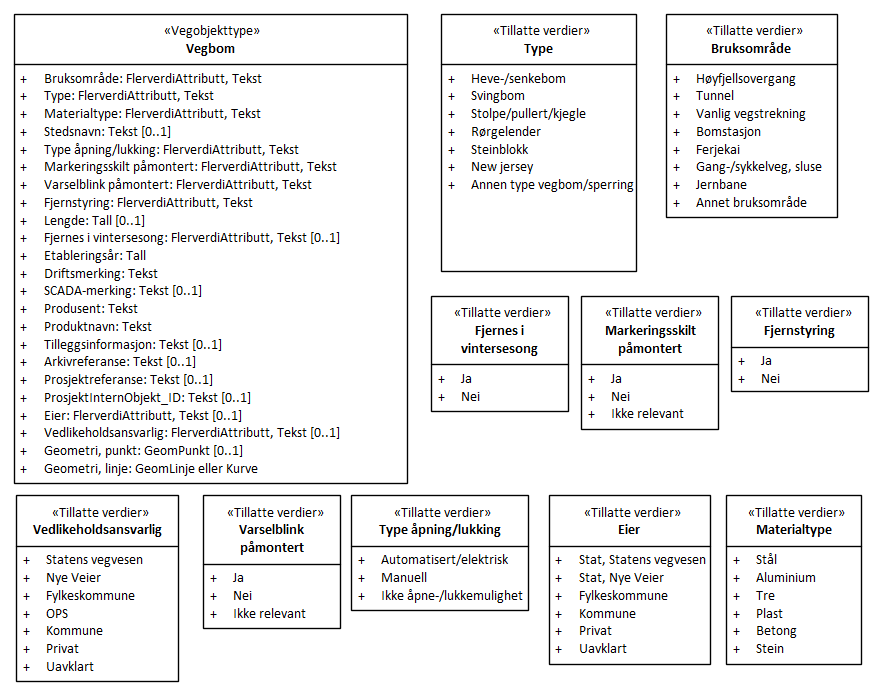 «Vegobjekttype»
Vegbom
+ Bruksområde: FlerverdiAttributt, Tekst
+ Type: FlerverdiAttributt, Tekst
+ Materialtype: FlerverdiAttributt, Tekst
+ Stedsnavn: Tekst [0..1]
+ Type åpning/lukking: FlerverdiAttributt, Tekst
+ Markeringsskilt påmontert: FlerverdiAttributt, Tekst
+ Varselblink påmontert: FlerverdiAttributt, Tekst
+ Fjernstyring: FlerverdiAttributt, Tekst
+ Lengde: Tall [0..1]
+ Fjernes i vintersesong: FlerverdiAttributt, Tekst [0..1]
+ Etableringsår: Tall
+ Driftsmerking: Tekst
+ SCADA-merking: Tekst [0..1]
+ Produsent: Tekst
+ Produktnavn: Tekst
+ Tilleggsinformasjon: Tekst [0..1]
+ Arkivreferanse: Tekst [0..1]
+ Prosjektreferanse: Tekst [0..1]
+ ProsjektInternObjekt_ID: Tekst [0..1]
+ Eier: FlerverdiAttributt, Tekst [0..1]
+ Vedlikeholdsansvarlig: FlerverdiAttributt, Tekst [0..1]
+ Geometri, punkt: GeomPunkt [0..1]
+ Geometri, linje: GeomLinje eller Kurve
«Tillatte verdier»
Type
+ Heve-/senkebom
+ Svingbom
+ Stolpe/pullert/kjegle
+ Rørgelender
+ Steinblokk
+ New jersey
+ Annen type vegbom/sperring
«Tillatte verdier»
Bruksområde
+ Høyfjellsovergang
+ Tunnel
+ Vanlig vegstrekning
+ Bomstasjon
+ Ferjekai
+ Gang-/sykkelveg, sluse
+ Jernbane
+ Annet bruksområde
«Tillatte verdier»
Fjernes i
vintersesong
+ Ja
+ Nei
«Tillatte verdier»
Markeringsskilt
påmontert
+ Ja
+ Nei
+ Ikke relevant
«Tillatte verdier»
Fjernstyring
+ Ja
+ Nei
«Tillatte verdier»
Vedlikeholdsansvarlig
+ Statens vegvesen
+ Nye Veier
+ Fylkeskommune
+ OPS
+ Kommune
+ Privat
+ Uavklart
«Tillatte verdier»
Varselblink
påmontert
+ Ja
+ Nei
+ Ikke relevant
«Tillatte verdier»
Type åpning/lukking
+ Automatisert/elektrisk
+ Manuell
+ Ikke åpne-/lukkemulighet
«Tillatte verdier»
Eier
+ Stat, Statens vegvesen
+ Stat, Nye Veier
+ Fylkeskommune
+ Kommune
+ Privat
+ Uavklart
«Tillatte verdier»
Materialtype
+ Stål
+ Aluminium
+ Tre
+ Plast
+ Betong
+ Stein